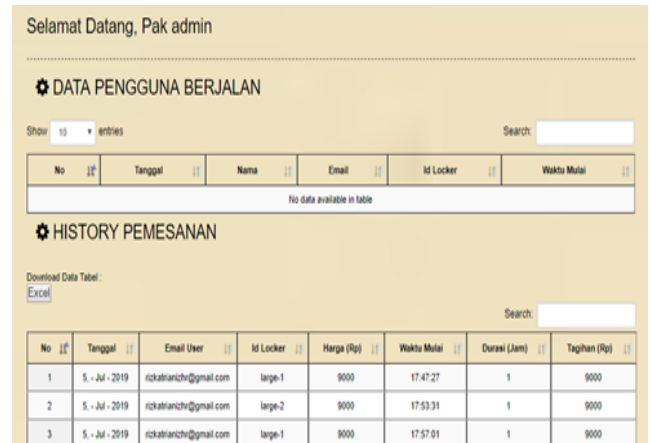 Selamat Datang, Pak admin
DATA PENGGUNA BERJALAN
Show 10 entries Search:
No Tanggal Nama Email Id Locker Waktu Mulai
No data available in table
HISTORY PEMESANAN
Download Data Tabel :
Excel
Search:
No Tanggal Email User Id Locker Harga (Rp) Waktu Mulai Durasi (Jam) Tagihan (Rp)
1 5, - Jul - 2019 rizkatrianizhr@gmail.com large-1 9000 17:47:27 1 9000
2 5, - Jul - 2019 rizkatrianizhr@gmail.com large-2 9000 17:53:31 1 9000
3 5, - Jul - 2019 rizkatrianizhr@gmail.com large-1 9000 17:57:01 1 9000